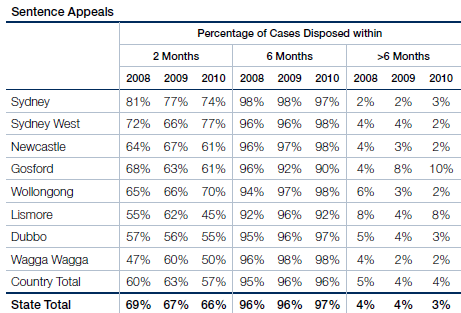 Sentence Appeals
Percentage of Cases Disposed within
2 Months 6 Months >6 Months
2008 2009 2010 2008 2009 2010 2008 2009 2010
Sydney 81% 77% 74% 98% 98% 97% 2% 2% 3%
Sydney West 72% 66% 77% 96% 96% 98% 4% 4% 2%
Newcastle 64% 67% 61% 96% 97% 98% 4% 3% 2%
Gosford 68% 63% 61% 96% 92% 90% 4% 8% 10%
Wollongong 65% 66% 70% 94% 97% 98% 6% 3% 2%
Lismore 55% 62% 45% 92% 96% 92% 8% 4% 8%
Dubbo 57% 56% 55% 95% 96% 97% 5% 4% 3%
Wagga Wagga 47% 60% 50% 96% 98% 98% 4% 2% 2%
Country Total 60% 63% 57% 95% 96% 96% 5% 4% 4%
State Total 69% 67% 66% 96% 96% 97% 4% 4% 3%